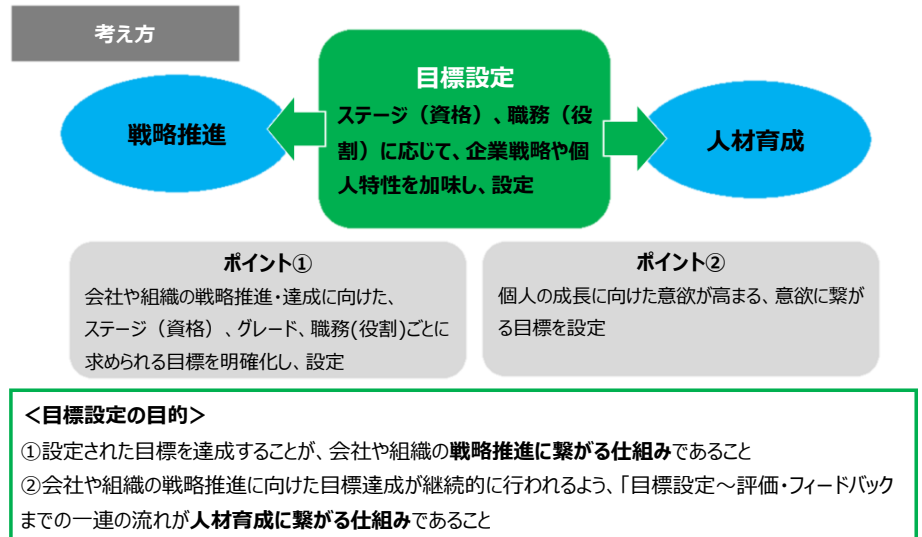 考え方
戦略推進
目標設定
ステージ（資格）、職務（役
割）に応じて、企業戦略や個
人特性を加味し、設定
人材育成
ポイント①
会社や組織の戦略推進・達成に向けた、
ステージ（資格）、グレード、職務(役割)ごとに
求められる目標を明確化し、設定
ポイント②
個人の成長に向けた意欲が高まる、意欲に繋が
る目標を設定
＜目標設定の目的＞
①設定された目標を達成することが、会社や組織の戦略推進に繋がる仕組みであること
②会社や組織の戦略推進に向けた目標達成が継続的に行われるよう、「目標設定～評価・フィードバック
までの一連の流れが人材育成に繋がる仕組みであること